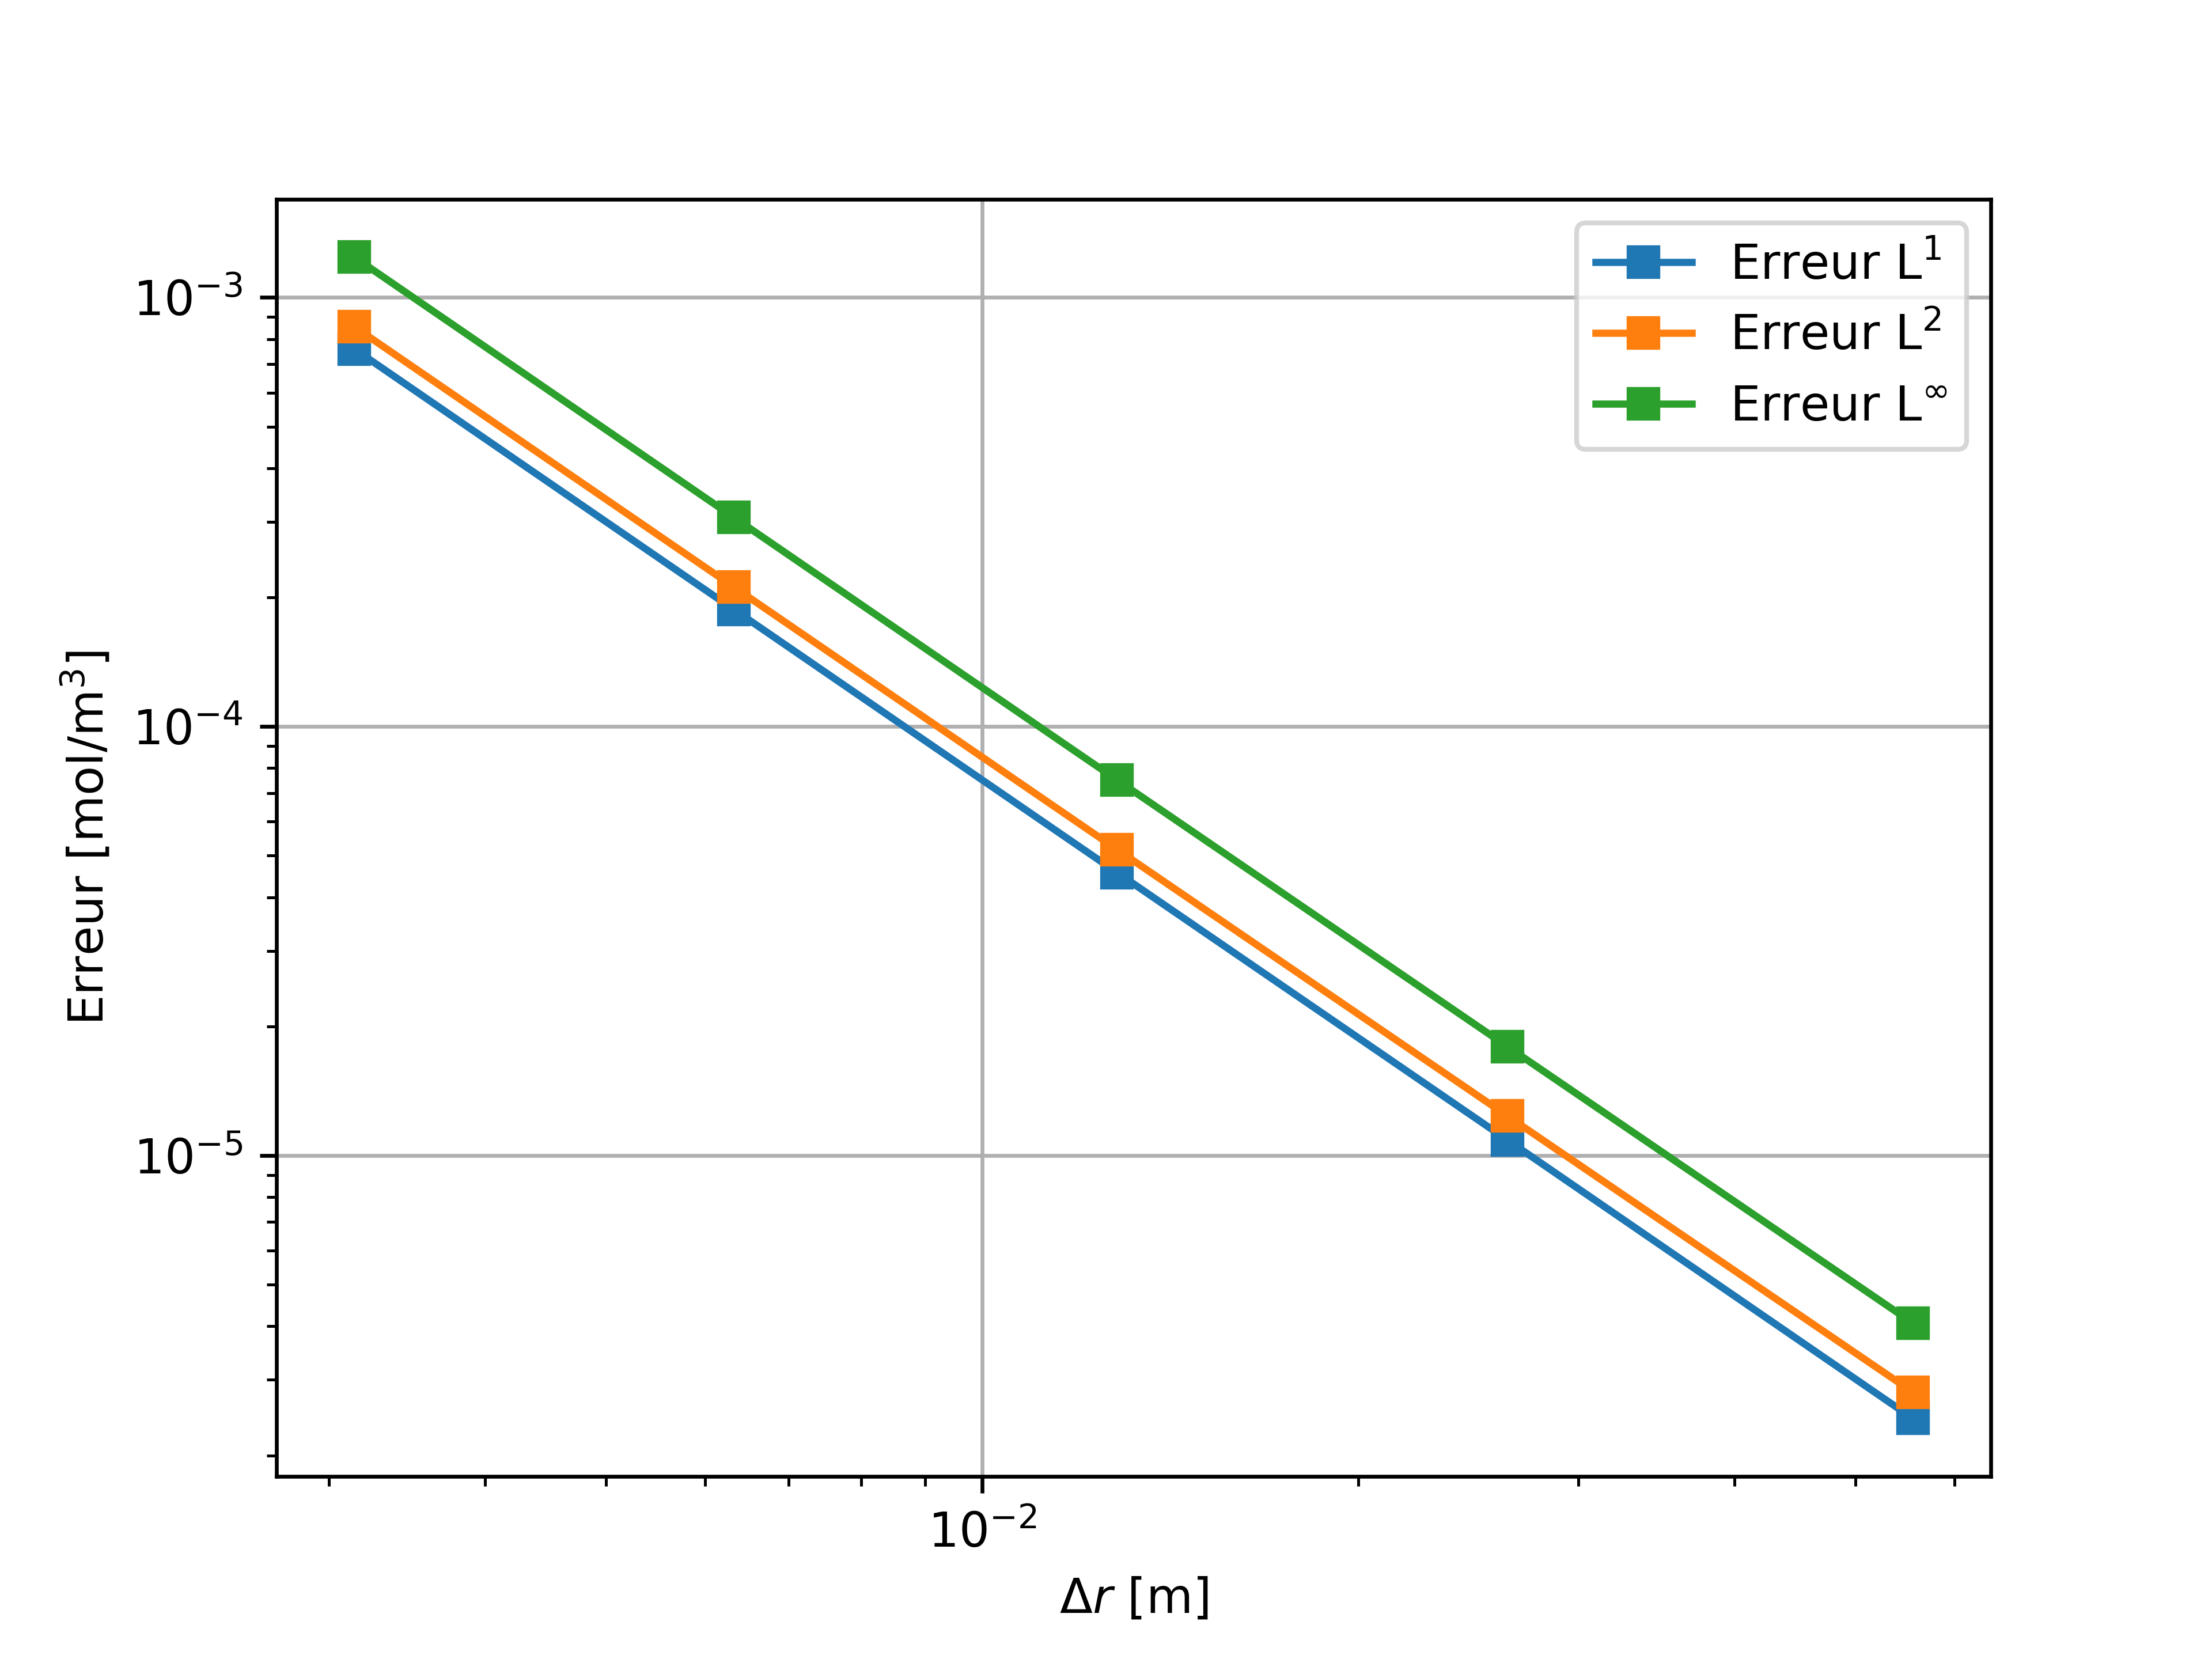 Erreur L¹
Erreur L²
Erreur L^∞
10⁻³
10⁻⁴
10⁻⁵
Erreur [mol/m³]
10⁻²
Δr [m]